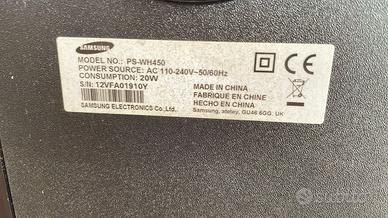 SAMSUNG
MODEL NO.: PS-WH450
POWER SOURCE: AC 110-240V~50/60Hz
CONSUMPTION: 20W
S/N: 12VFA01910Y
SAMSUNG ELECTRONICS Co.,Ltd.
CE
MADE IN CHINA
FABRIQUE EN CHINE
HECHO EN CHINA
Samsung, ateley, GU46 6GG, UK
subito